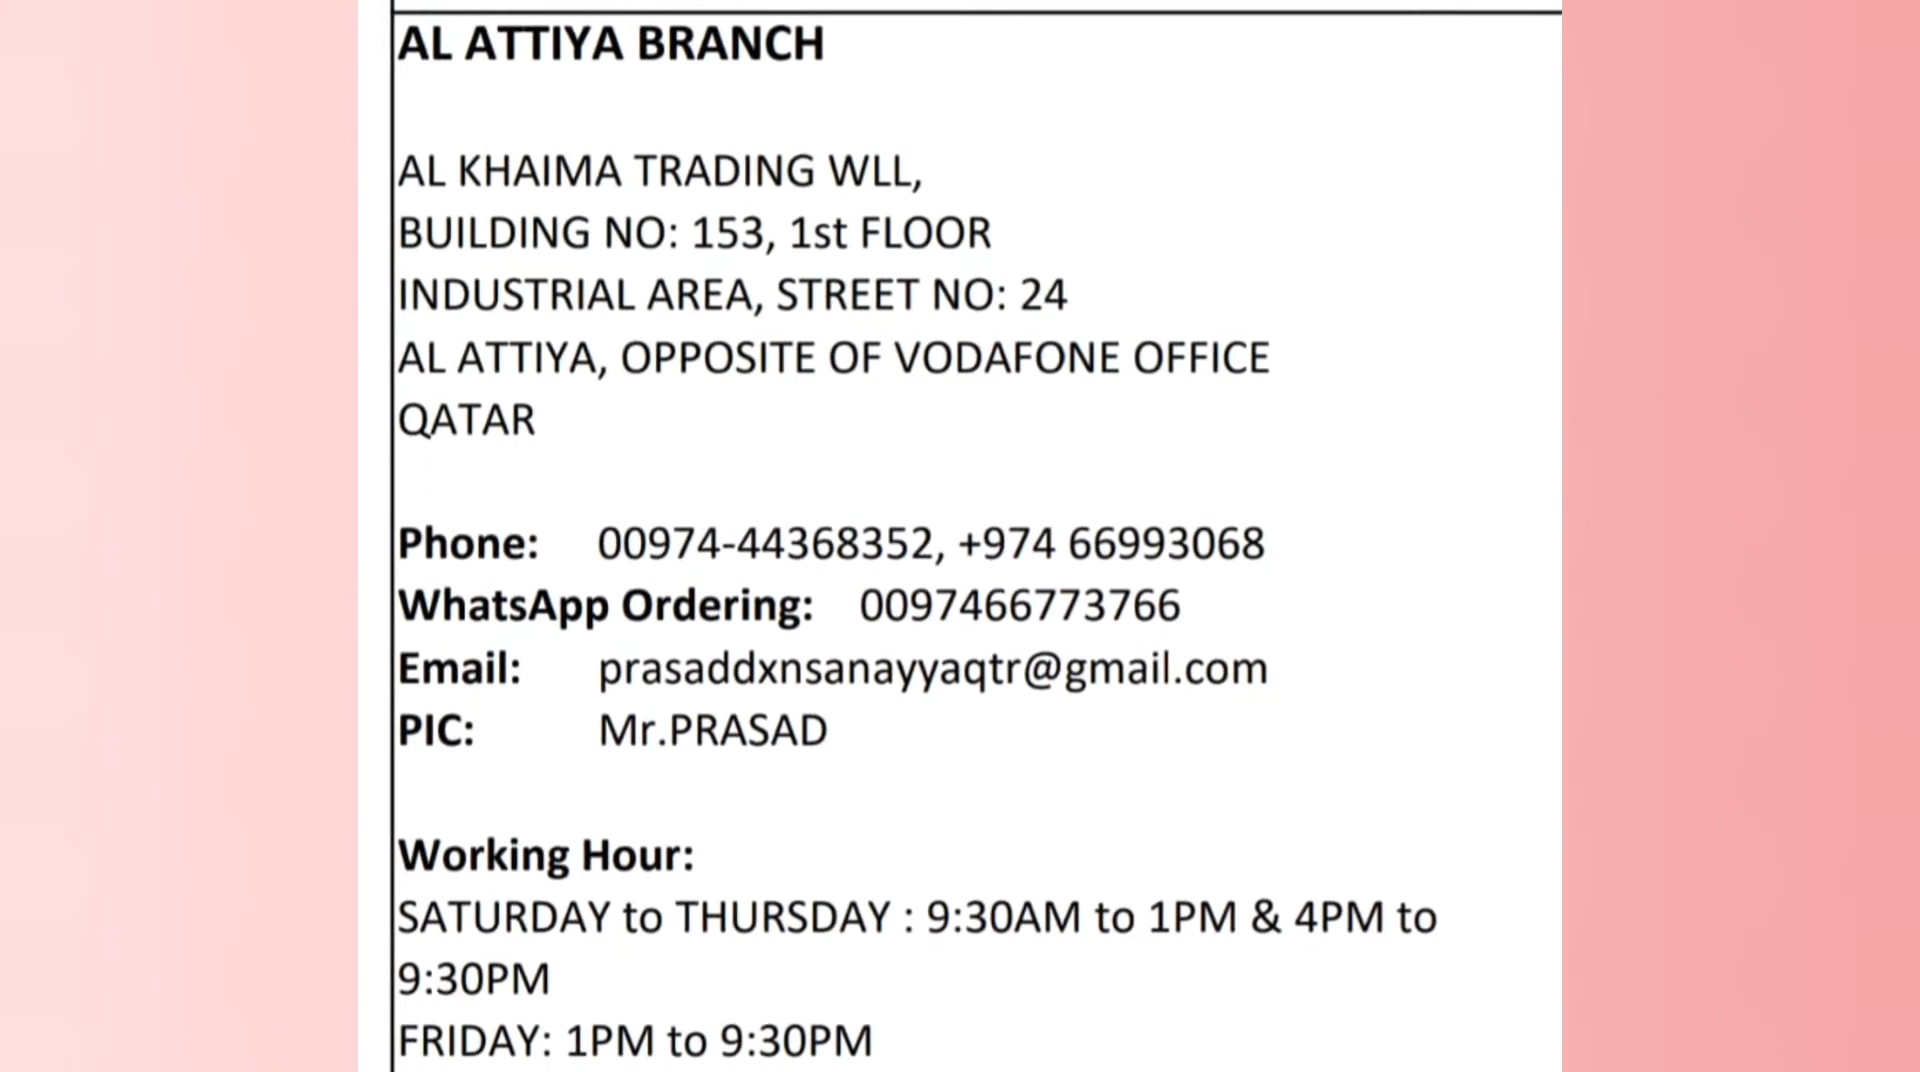 AL ATTIYA BRANCH
AL KHAIMA TRADING WLL,
BUILDING NO: 153, 1st FLOOR
INDUSTRIAL AREA, STREET NO: 24
AL ATTIYA, OPPOSITE OF VODAFONE OFFICE
QATAR
Phone: 00974-44368352, +974 66993068
WhatsApp Ordering: 0097466773766
Email: prasaddxnsanayyaqtr@gmail.com
PIC: Mr.PRASAD
Working Hour:
SATURDAY to THURSDAY : 9:30AM to 1PM & 4PM to
9:30PM
FRIDAY: 1PM to 9:30PM